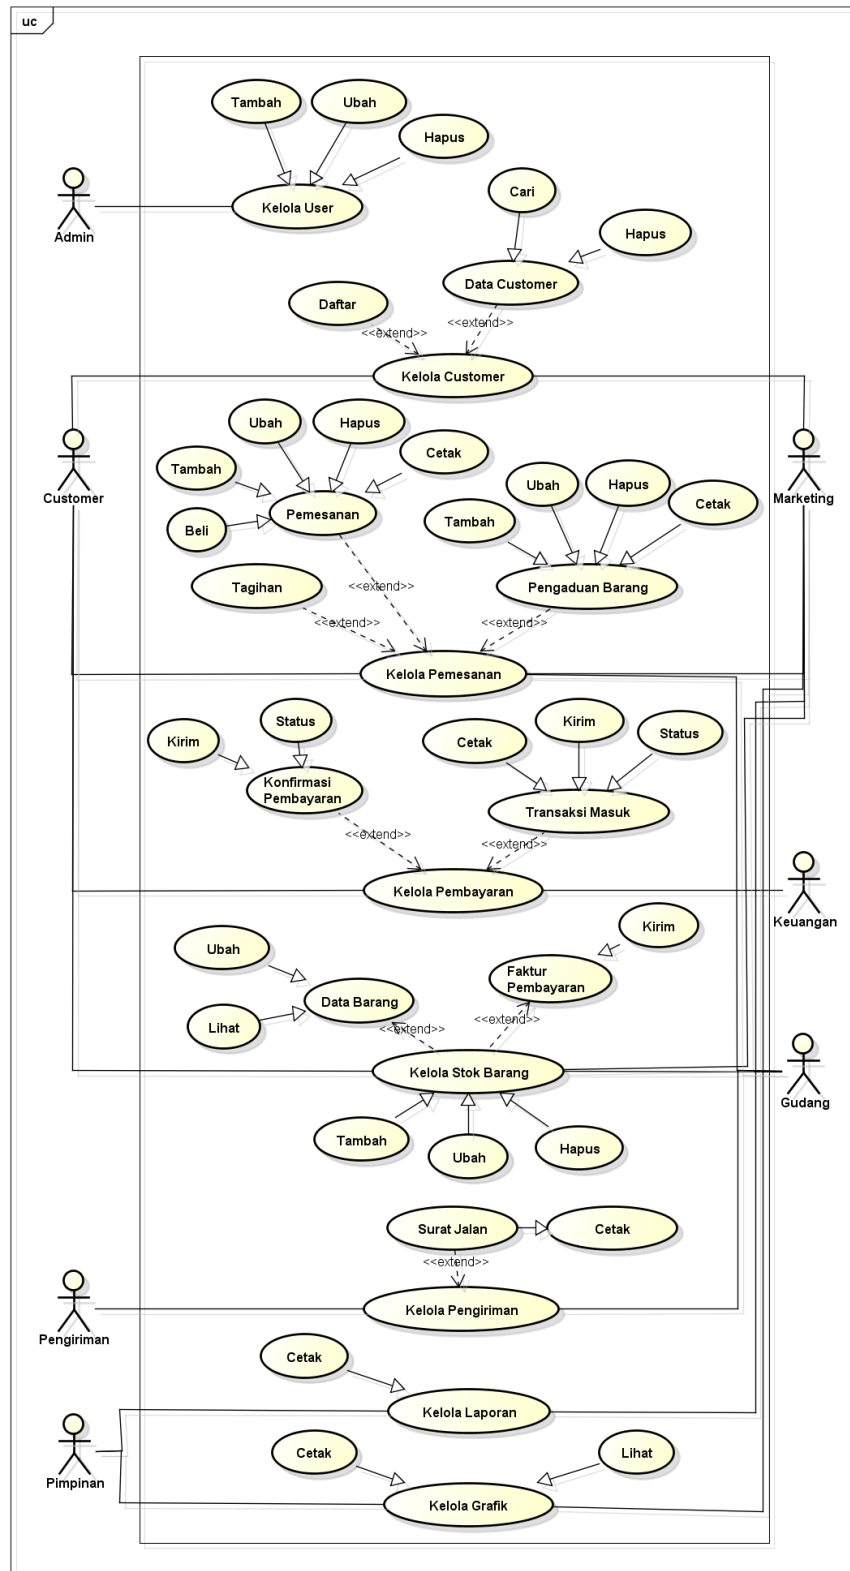 uc
Tambah
Ubah
Hapus
Kelola User
Admin
Cari
Hapus
Data Customer
Daftar
<<extend>>
<<extend>>
Kelola Customer
Ubah
Hapus
Cetak
Tambah
Customer
Marketing
Ubah
Hapus
Cetak
Pemesanan
Tambah
Beli
Tagihan
<<extend>>
Pengaduan Barang
<<extend>>
<<extend>>
Kelola Pemesanan
Status
Kirim
Kirim
Cetak
Status
Konfirmasi
Pembayaran
Transaksi Masuk
<<extend>>
<<extend>>
Kelola Pembayaran
Keuangan
Kirim
Ubah
Faktur
Pembayaran
Data Barang
Lihat
<<extend>>
<<extend>>
Kelola Stok Barang
Gudang
Tambah
Ubah
Hapus
Surat Jalan
Cetak
<<extend>>
Kelola Pengiriman
Pengiriman
Cetak
Kelola Laporan
Cetak
Lihat
Pimpinan
Kelola Grafik